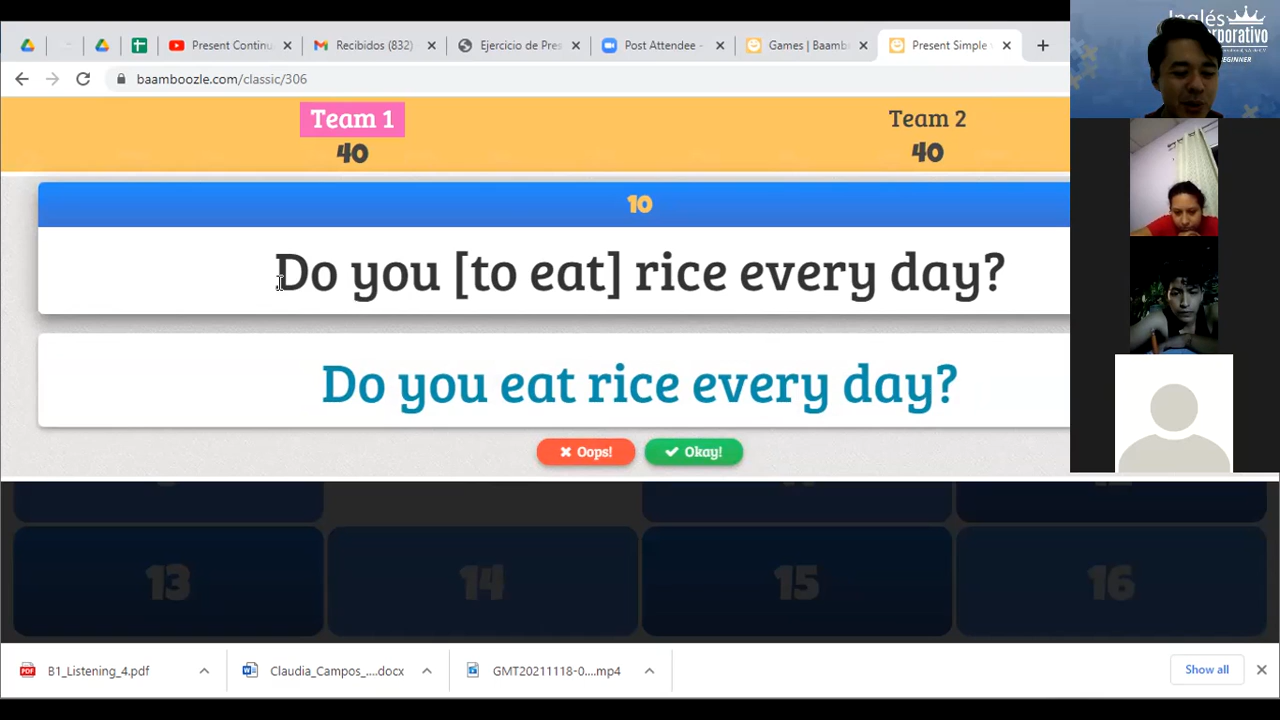 Present Continu
Recibidos (832)
Ejercicio de Pres
Post Attendee -
Games | Baamb
Present Simple
baamboozle.com/classic/306
Inglés
BEGINNER
Team 1
Team 2
40
40
10
Do you [to eat] rice every day?
Do you eat rice every day?
Oops!
Okay!
13
14
15
16
B1_Listening_4.pdf
Claudia_Campos_....docx
GMT20211118-0....mp4
Show all